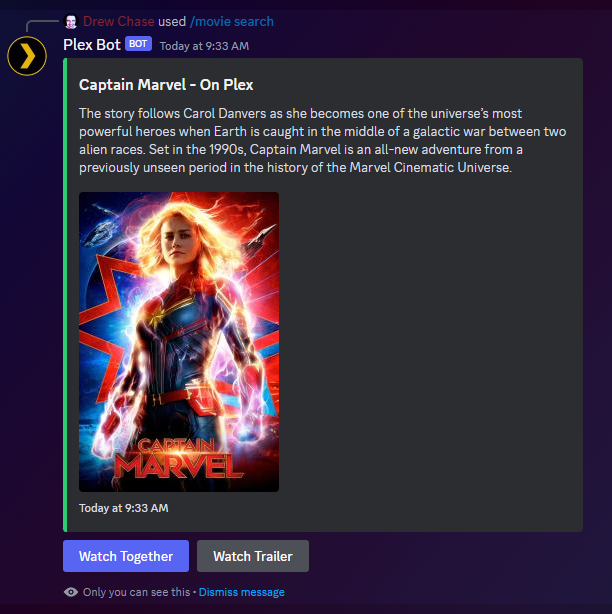 Drew Chase used /movie search
Plex Bot BOT Today at 9:33 AM
Captain Marvel - On Plex
The story follows Carol Danvers as she becomes one of the universe’s most
powerful heroes when Earth is caught in the middle of a galactic war between two
alien races. Set in the 1990s, Captain Marvel is an all-new adventure from a
previously unseen period in the history of the Marvel Cinematic Universe.
CAPTAIN
MARVEL
Today at 9:33 AM
Watch Together Watch Trailer
Only you can see this • Dismiss message